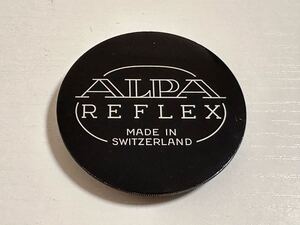 ALPA
REFLEX
MADE IN
SWITZERLAND